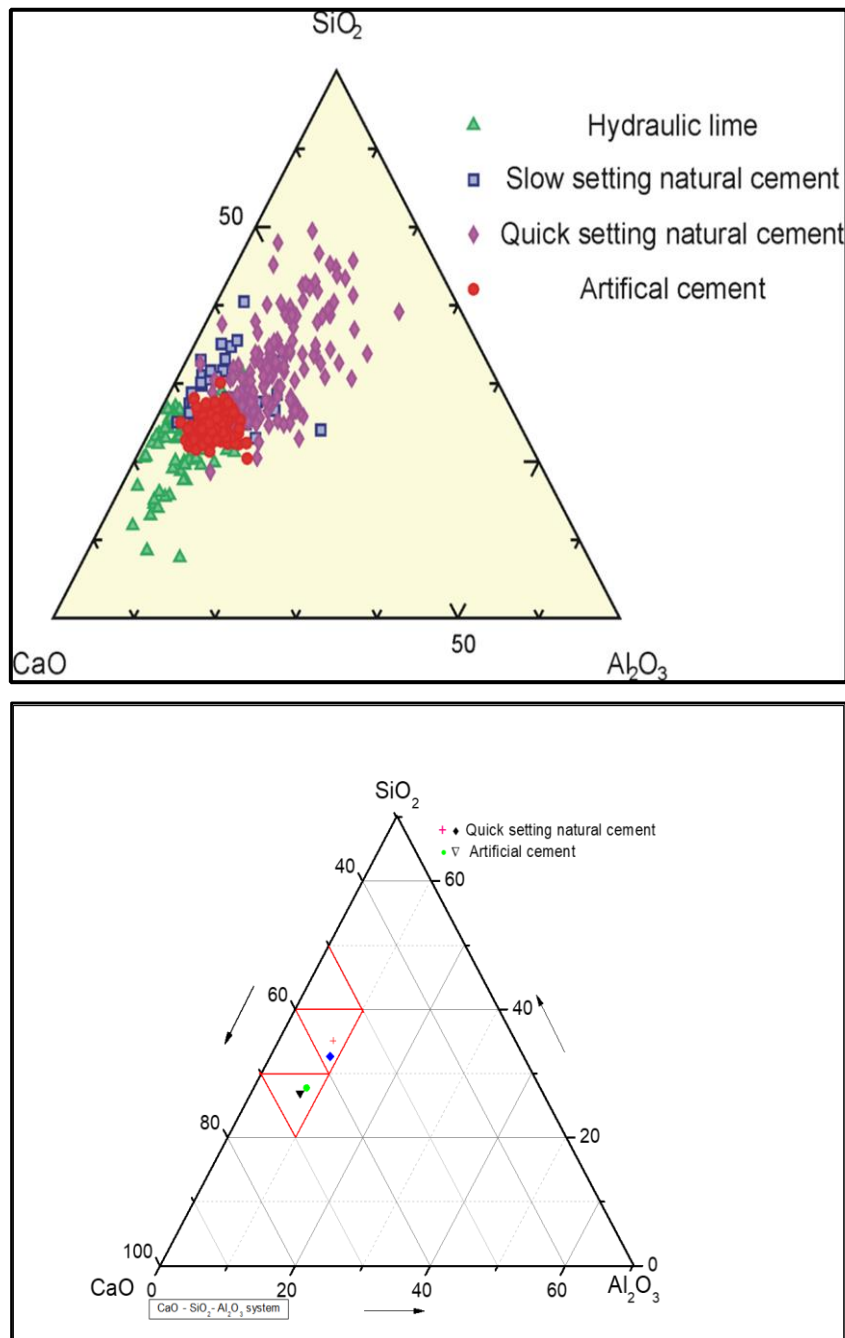 SiO₂
Hydraulic lime
Slow setting natural cement
Quick setting natural cement
Artifical cement
50
50
CaO
Al₂O₃
SiO₂
Quick setting natural cement
Artificial cement
40
60
60
40
80
20
100
0
CaO
0
20
40
60
Al₂O₃
CaO - SiO₂- Al₂O₃ system